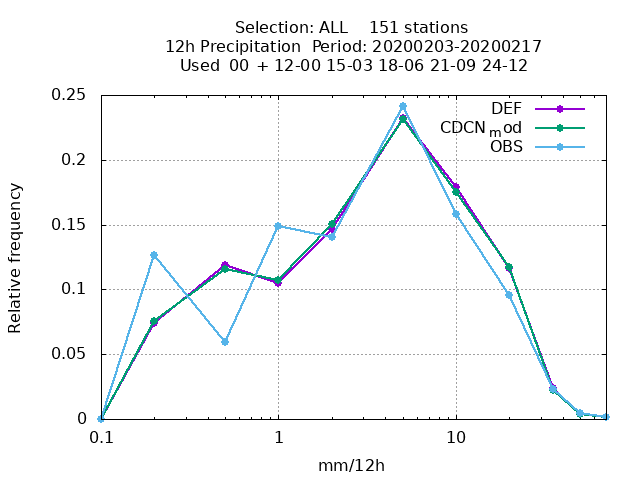 Selection: ALL    151 stations
12h Precipitation  Period: 20200203-20200217
Used  00 + 12-00 15-03 18-06 21-09 24-12
0.25
DEF
CDCN_mod
OBS
0.2
0.15
0.1
0.05
0
Relative frequency
0.1
1
10
mm/12h